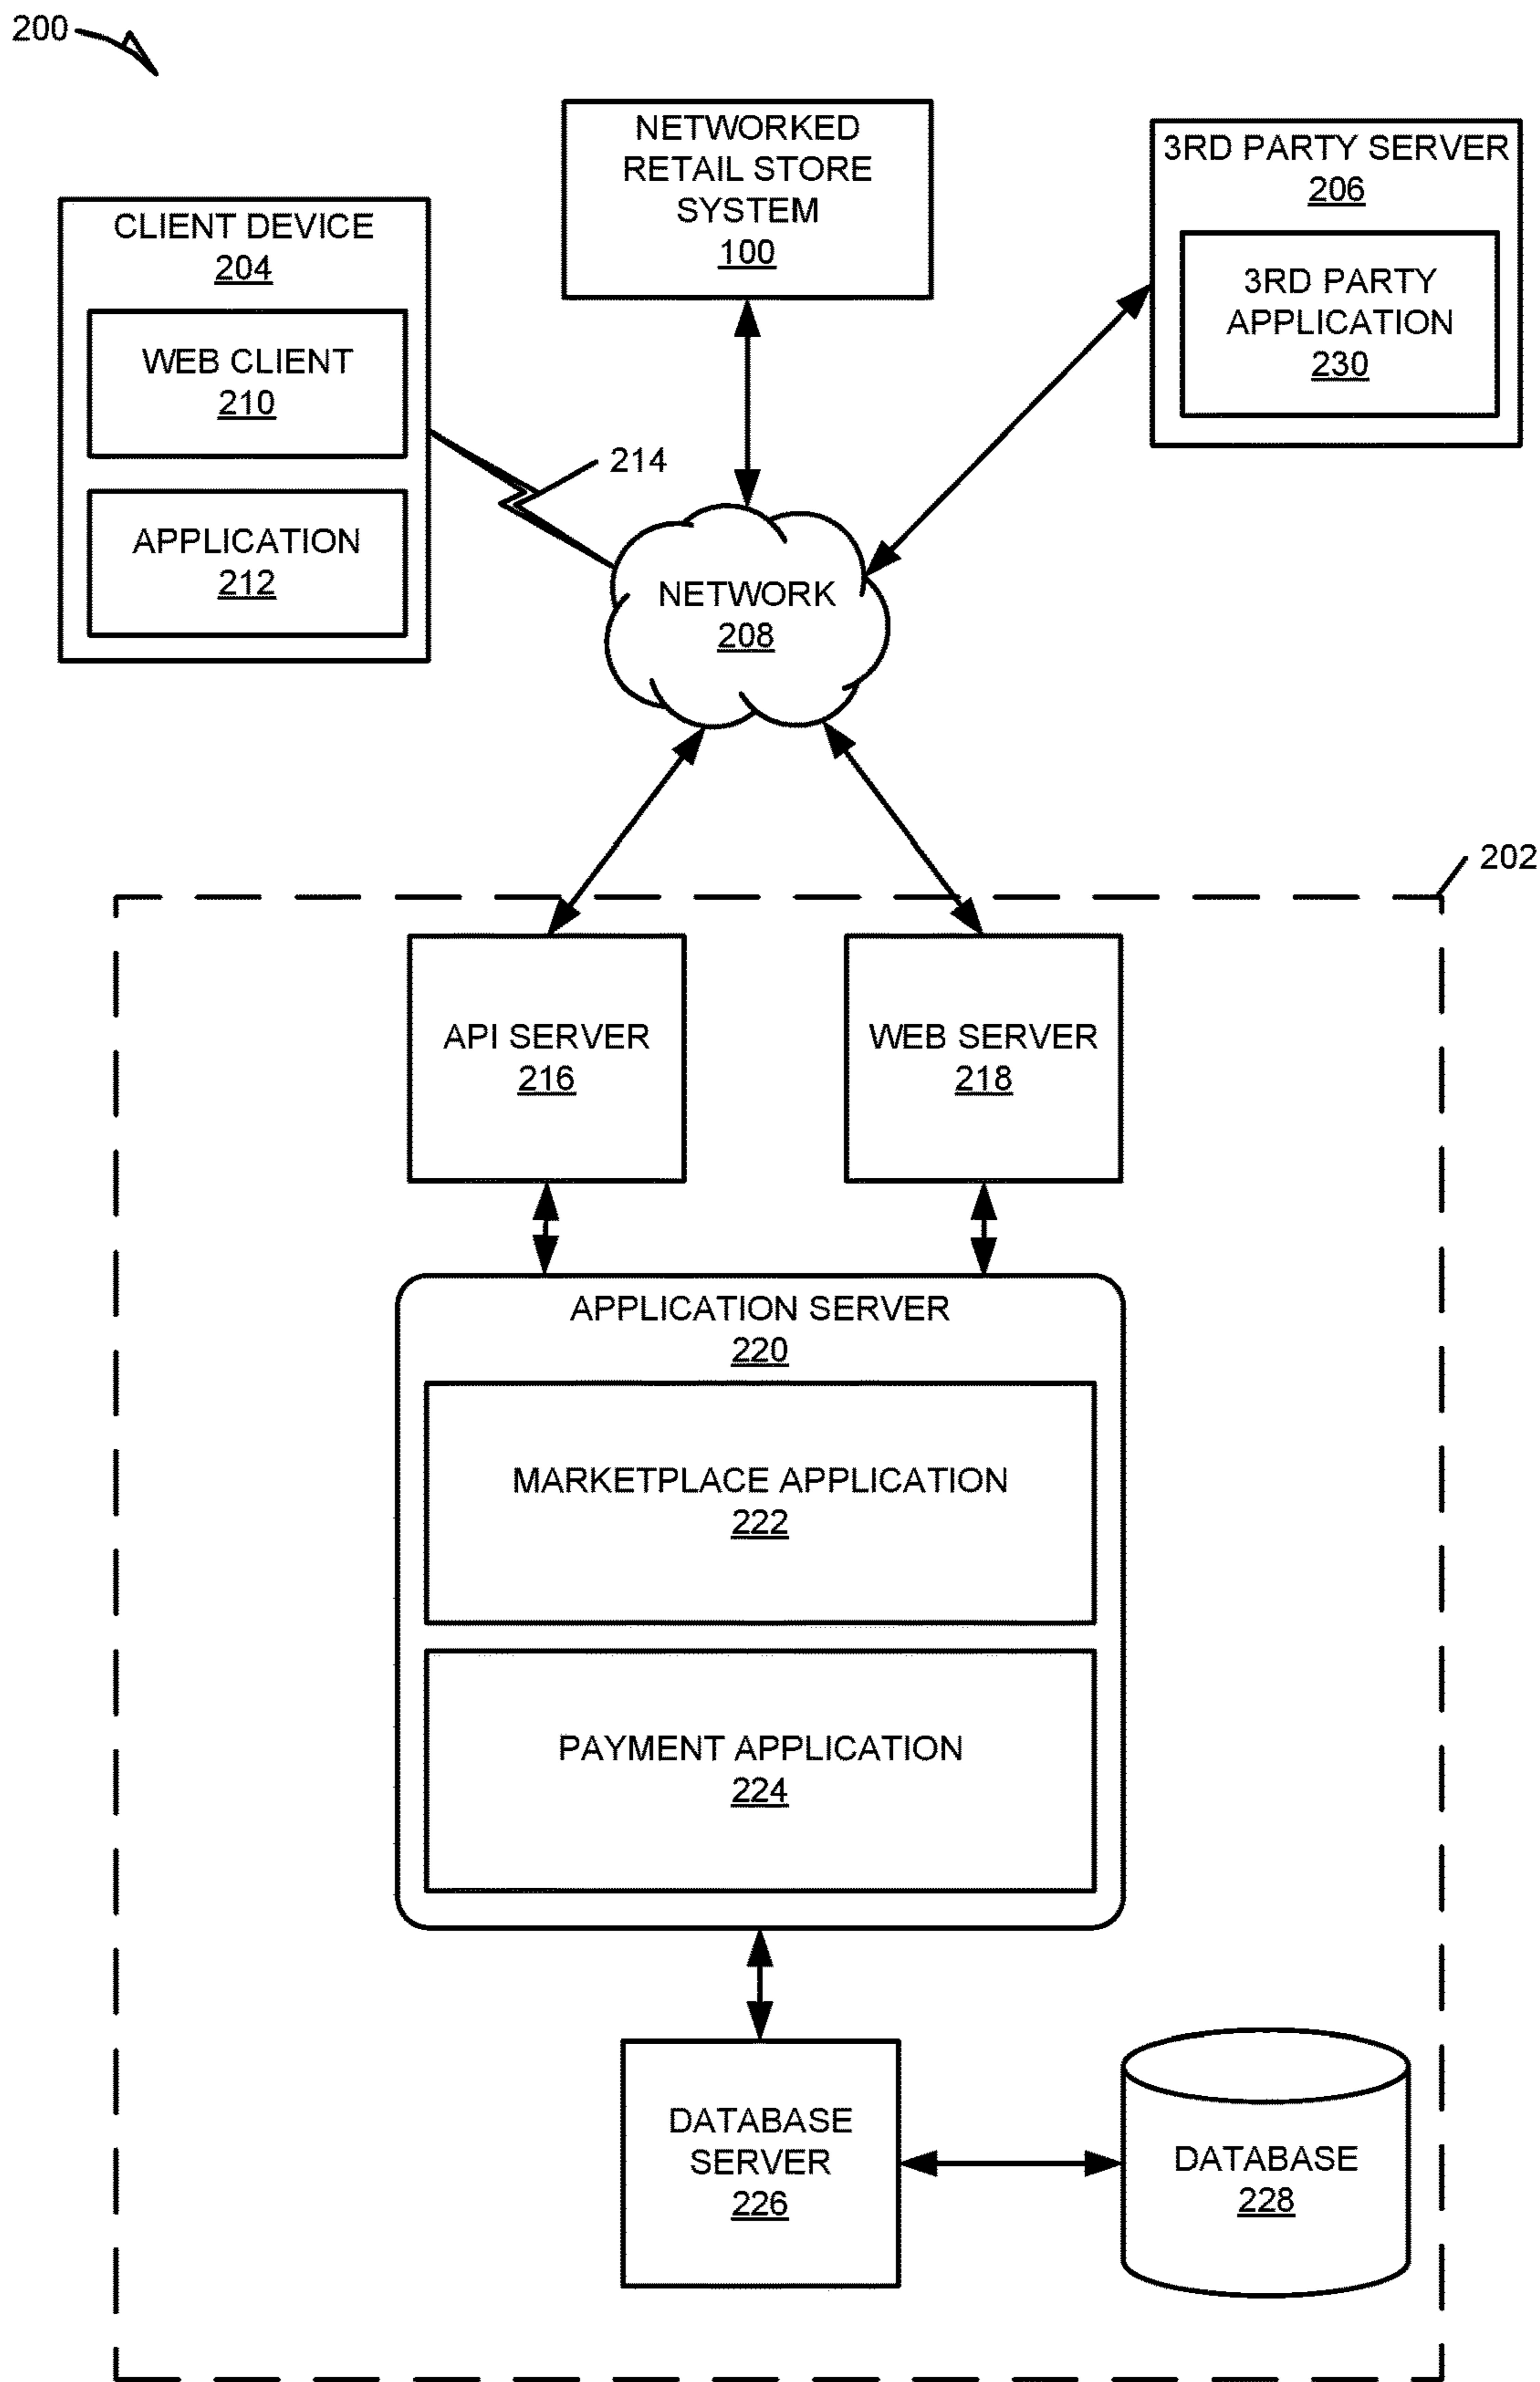 200
NETWORKED
RETAIL STORE
SYSTEM
100
3RD PARTY SERVER
206
3RD PARTY
APPLICATION
230
CLIENT DEVICE
204
WEB CLIENT
210
APPLICATION
212
214
NETWORK
208
202
API SERVER
216
WEB SERVER
218
APPLICATION SERVER
220
MARKETPLACE APPLICATION
222
PAYMENT APPLICATION
224
DATABASE
SERVER
226
DATABASE
228